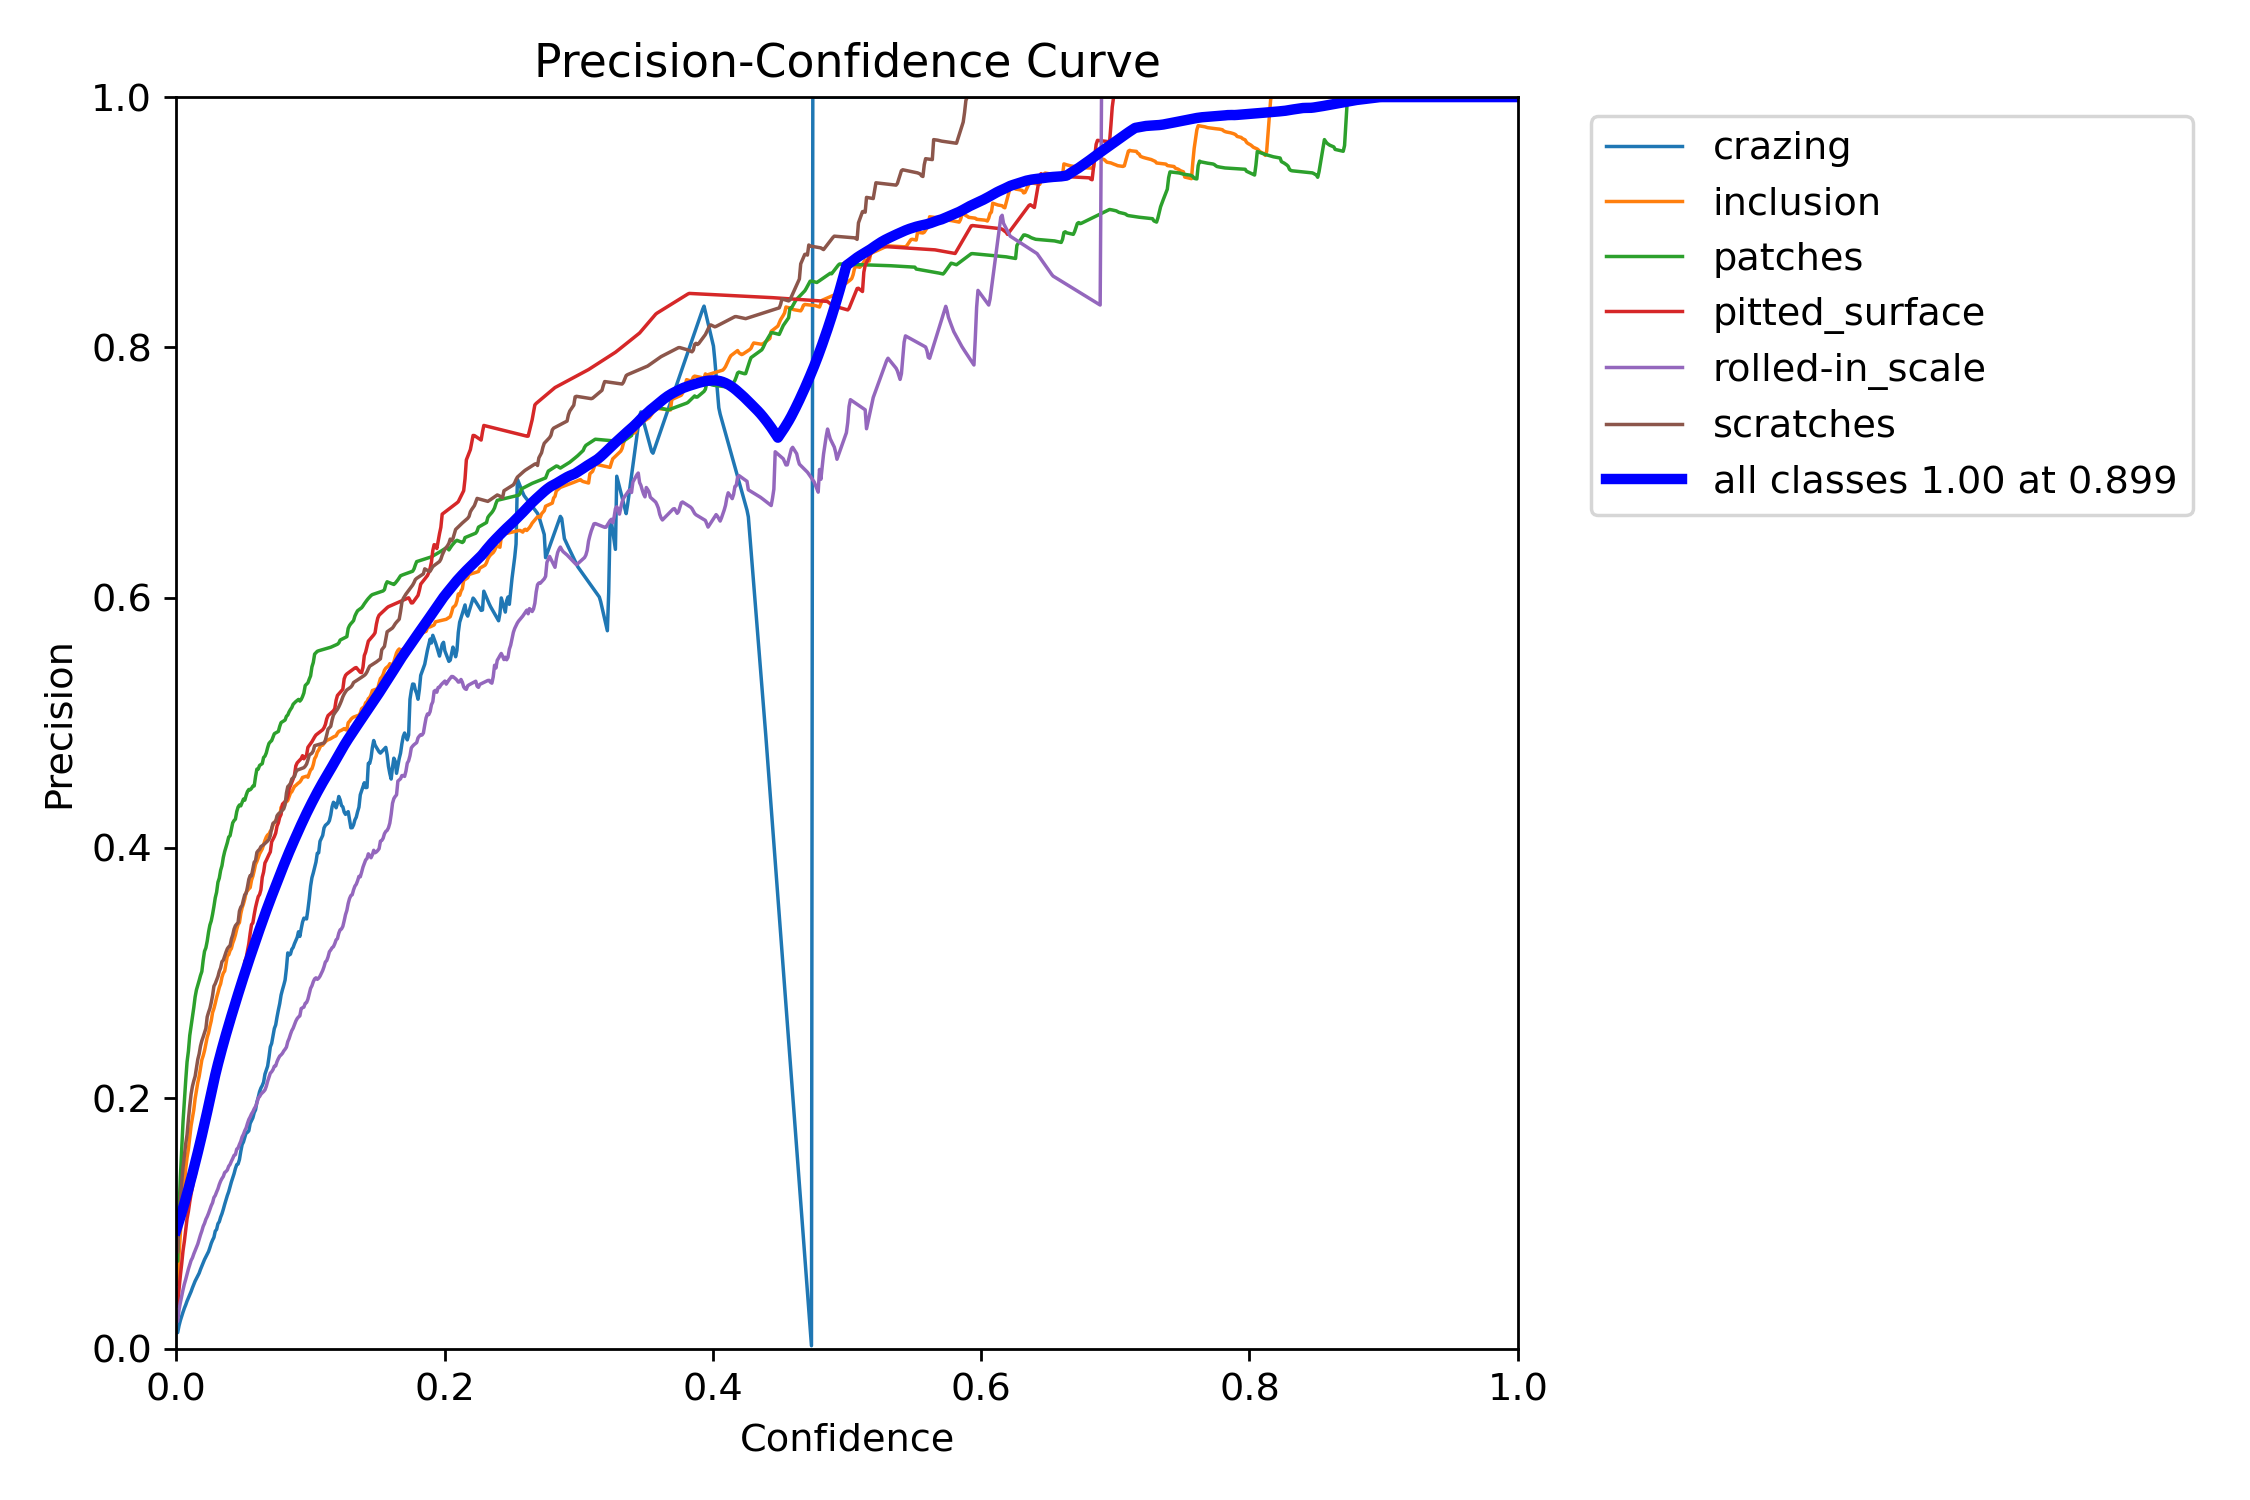 Precision-Confidence Curve
1.0
0.8
0.6
0.4
0.2
0.0
Precision
0.0 0.2 0.4 0.6 0.8 1.0
Confidence
crazing
inclusion
patches
pitted_surface
rolled-in_scale
scratches
all classes 1.00 at 0.899